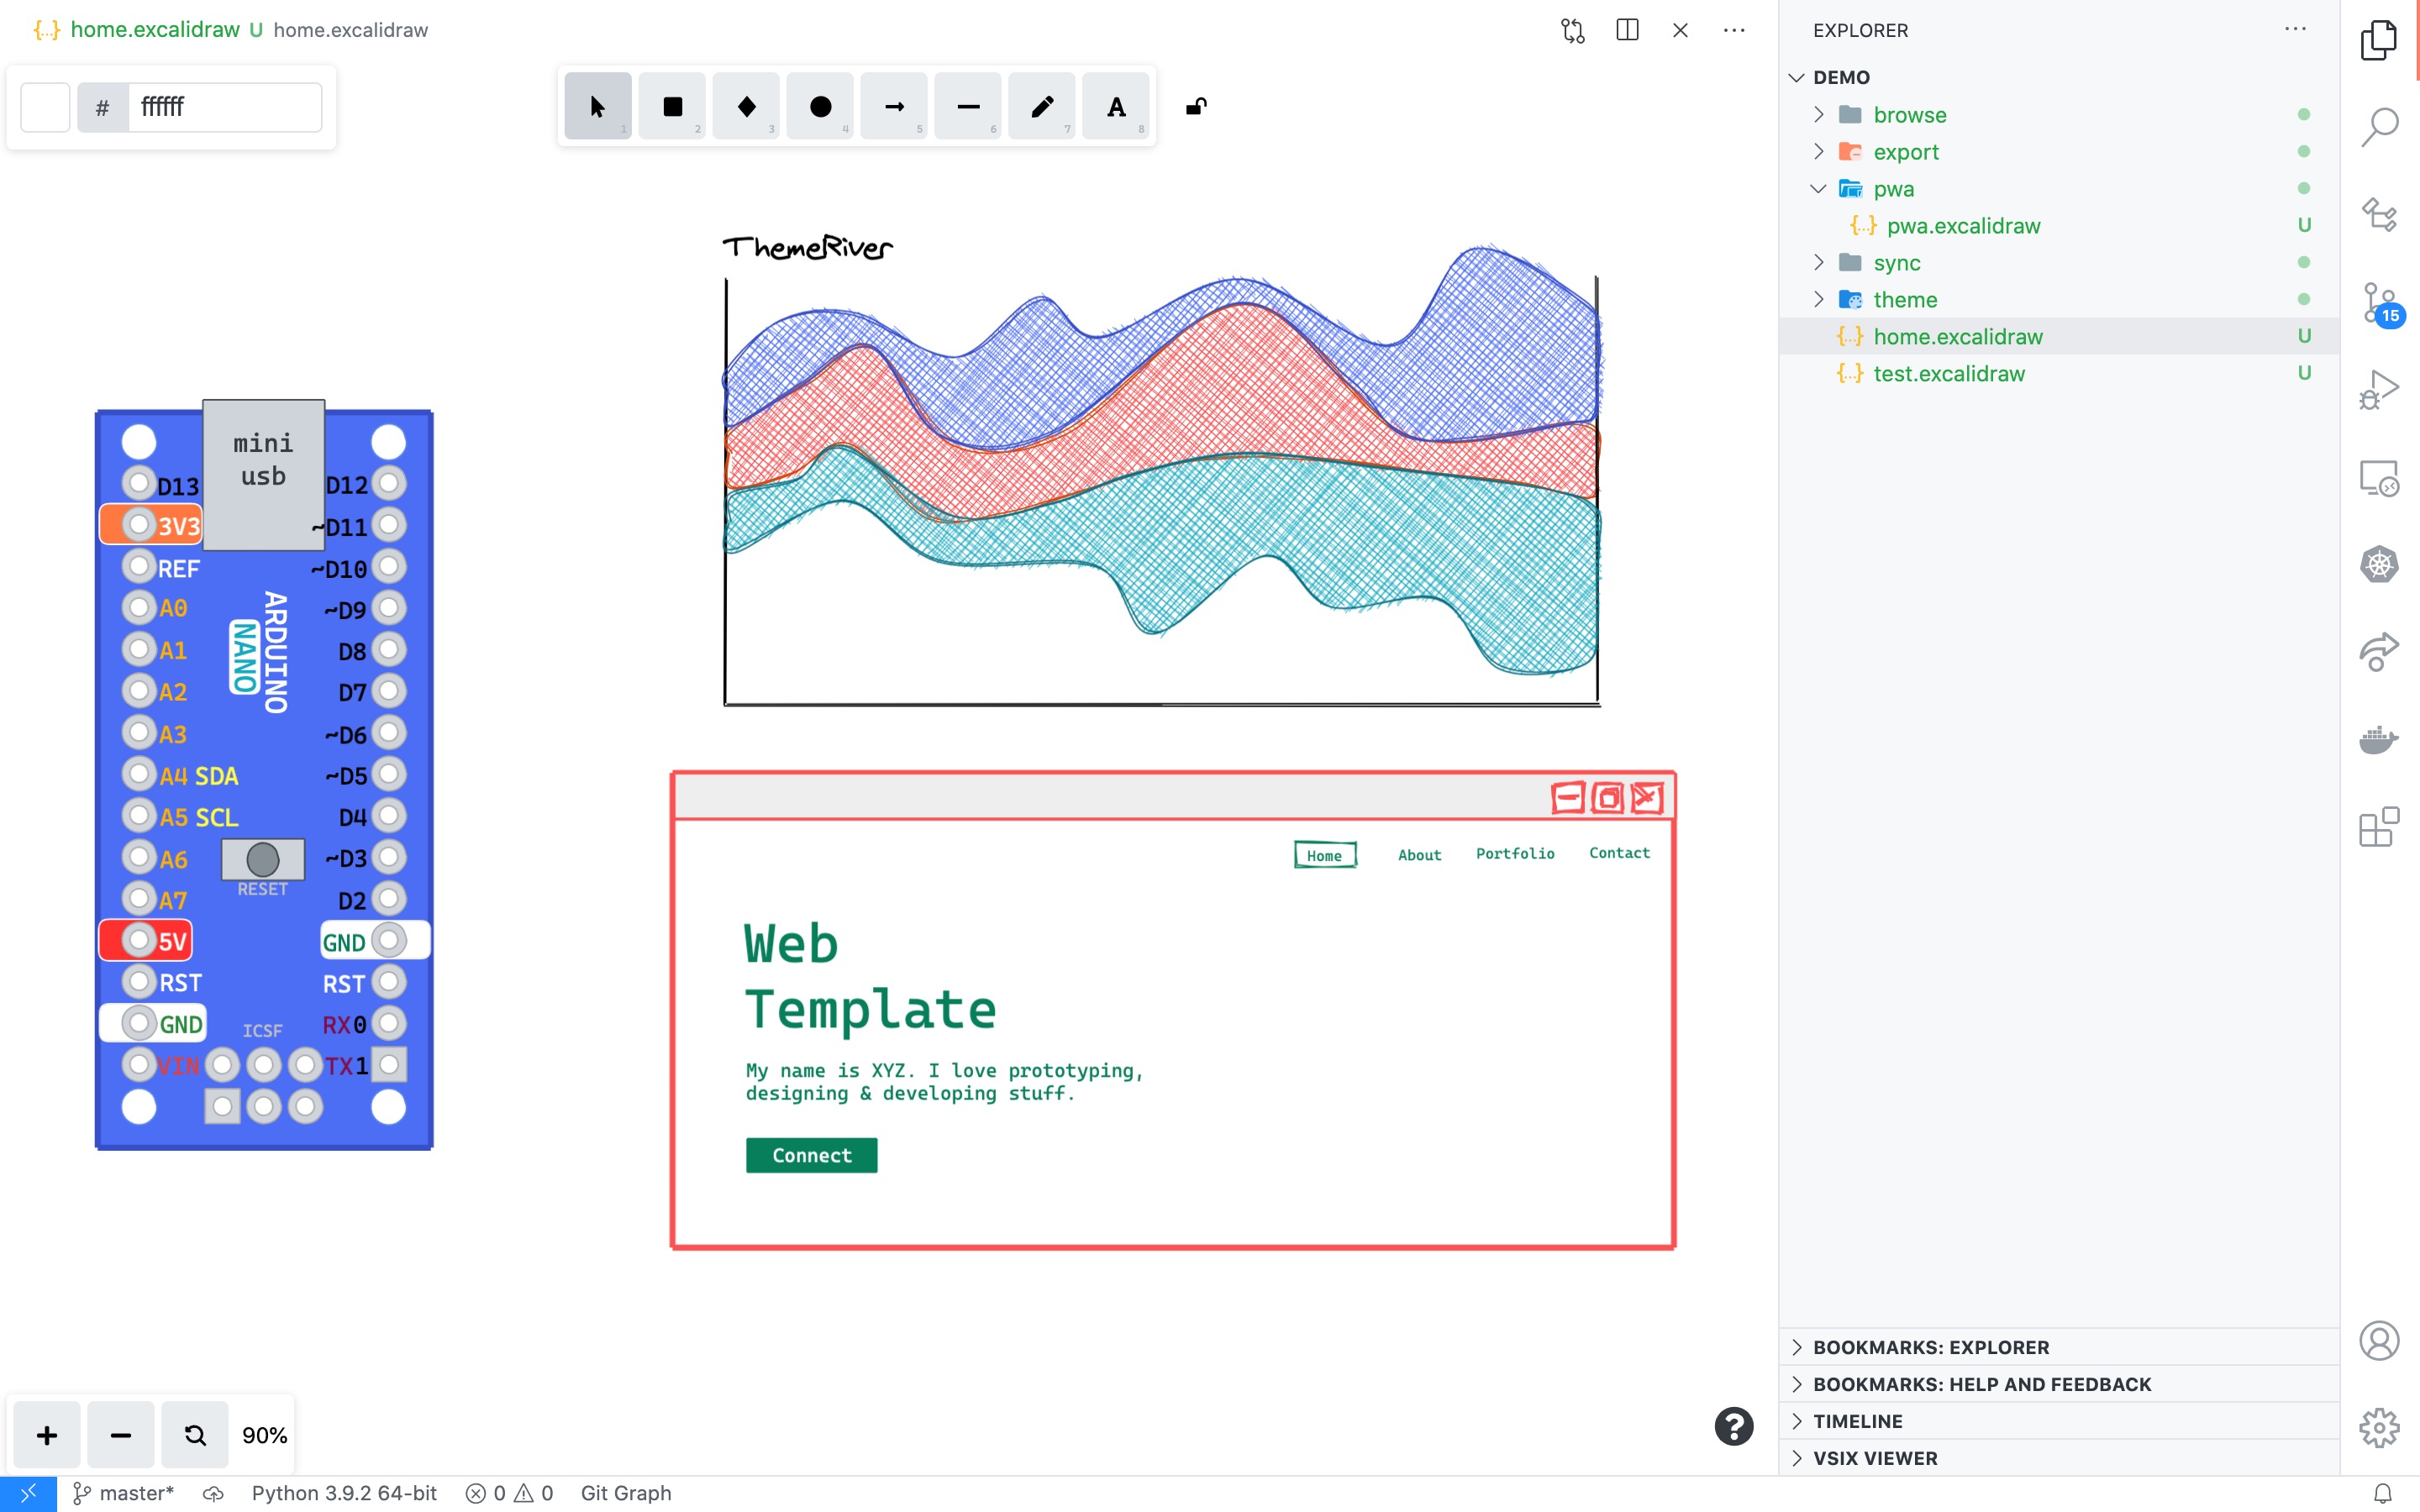 {..} home.excalidraw U home.excalidraw
# ffffff
1 2 3 4 5 6 7 A 8
ThemeRiver
mini
usb
D13 D12
3V3 ~D11
REF ~D10
A0 ~D9
A1 D8
A2 D7
A3 ~D6
A4 SDA ~D5
A5 SCL D4
A6 ~D3
A7 D2
5V GND
RST RST
GND RX0
VIN TX1
ARDUINO
NANO
RESET
ICSF
Home About Portfolio Contact
Web
Template
My name is XYZ. I love prototyping,
designing & developing stuff.
Connect
90%
?
EXPLORER
DEMO
browse
export
pwa
{..} pwa.excalidraw U
sync
theme
{..} home.excalidraw U
{..} test.excalidraw U
15
BOOKMARKS: EXPLORER
BOOKMARKS: HELP AND FEEDBACK
TIMELINE
VSIX VIEWER
master* Python 3.9.2 64-bit 0 0 Git Graph